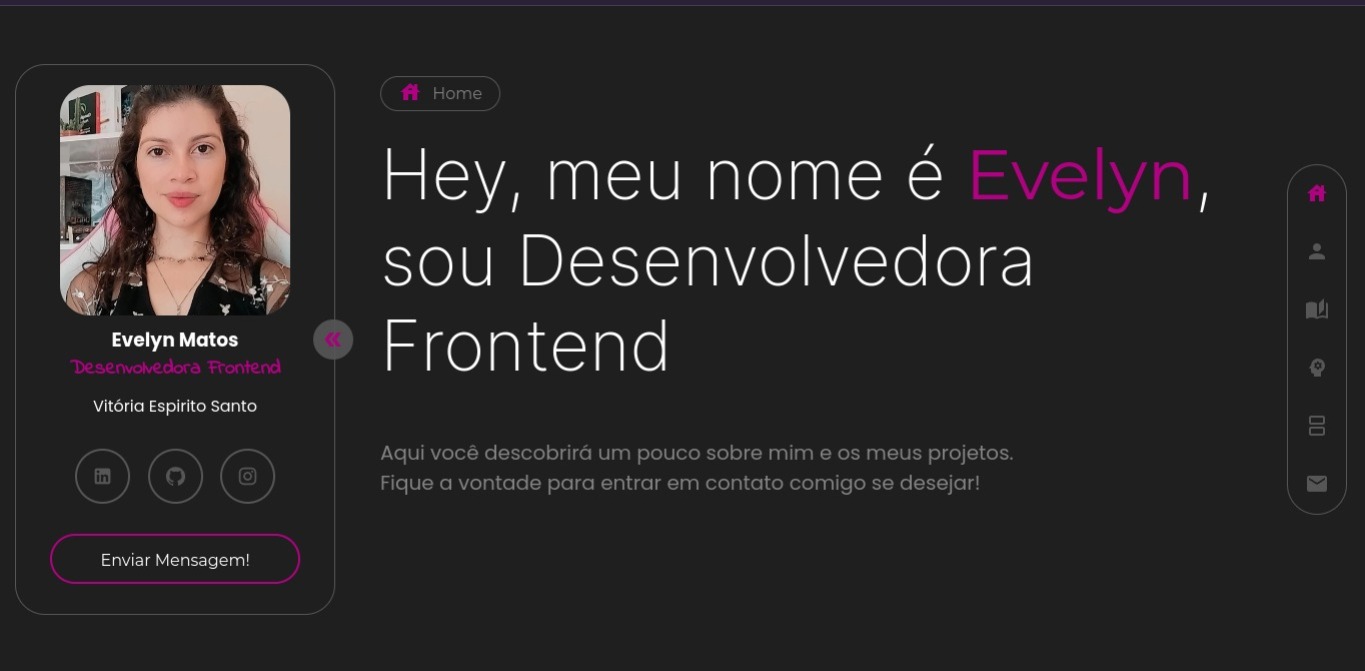 Evelyn Matos
Desenvolvedora Frontend
Vitória Espirito Santo
Enviar Mensagem!
Home
Hey, meu nome é Evelyn,
sou Desenvolvedora
Frontend
Aqui você descobrirá um pouco sobre mim e os meus projetos.
Fique a vontade para entrar em contato comigo se desejar!